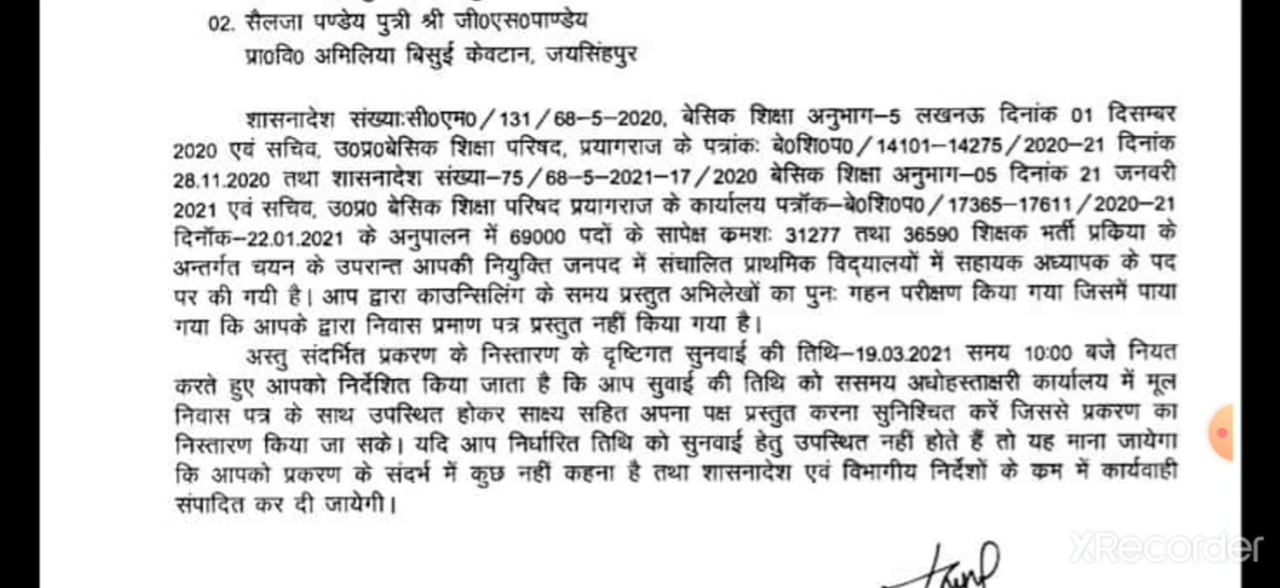 02. सैलजा पण्डेय पुत्री श्री जी0एस0पाण्डेय
प्रा0वि0 अमिलिया बिसुई केवटान, जयसिंहपुर
शासनादेश संख्या:सी0एम0/131/68-5-2020, बेसिक शिक्षा अनुभाग-5 लखनऊ दिनांक 01 दिसम्बर
2020 एवं सचिव, उ0प्र0बेसिक शिक्षा परिषद, प्रयागराज के पत्रांकः बे0शि0प0/14101-14275/2020-21 दिनांक
28.11.2020 तथा शासनादेश संख्या-75/68-5-2021-17/2020 बेसिक शिक्षा अनुभाग-05 दिनांक 21 जनवरी
2021 एवं सचिव, उ0प्र0 बेसिक शिक्षा परिषद प्रयागराज के कार्यालय पत्रॉक-बे0शि0प0/17365-17611/2020-21
दिनॉक-22.01.2021 के अनुपालन में 69000 पदों के सापेक्ष कमशः 31277 तथा 36590 शिक्षक भर्ती प्रकिया के
अन्तर्गत चयन के उपरान्त आपकी नियुक्ति जनपद में संचालित प्राथमिक विद्यालयों में सहायक अध्यापक के पद
पर की गयी है। आप द्वारा काउन्सिलिंग के समय प्रस्तुत अभिलेखों का पुनः गहन परीक्षण किया गया जिसमें पाया
गया कि आपके द्वारा निवास प्रमाण पत्र प्रस्तुत नहीं किया गया है।
अस्तु संदर्भित प्रकरण के निस्तारण के दृष्टिगत सुनवाई की तिथि-19.03.2021 समय 10:00 बजे नियत
करते हुए आपको निर्देशित किया जाता है कि आप सुवाई की तिथि को ससमय अधोहस्ताक्षरी कार्यालय में मूल
निवास पत्र के साथ उपस्थित होकर साक्ष्य सहित अपना पक्ष प्रस्तुत करना सुनिश्चित करें जिससे प्रकरण का
निस्तारण किया जा सके। यदि आप निर्धारित तिथि को सुनवाई हेतु उपस्थित नहीं होते हैं तो यह माना जायेगा
कि आपको प्रकरण के संदर्भ में कुछ नहीं कहना है तथा शासनादेश एवं विभागीय निर्देशों के कम में कार्यवाही
संपादित कर दी जायेगी।
XRecorder